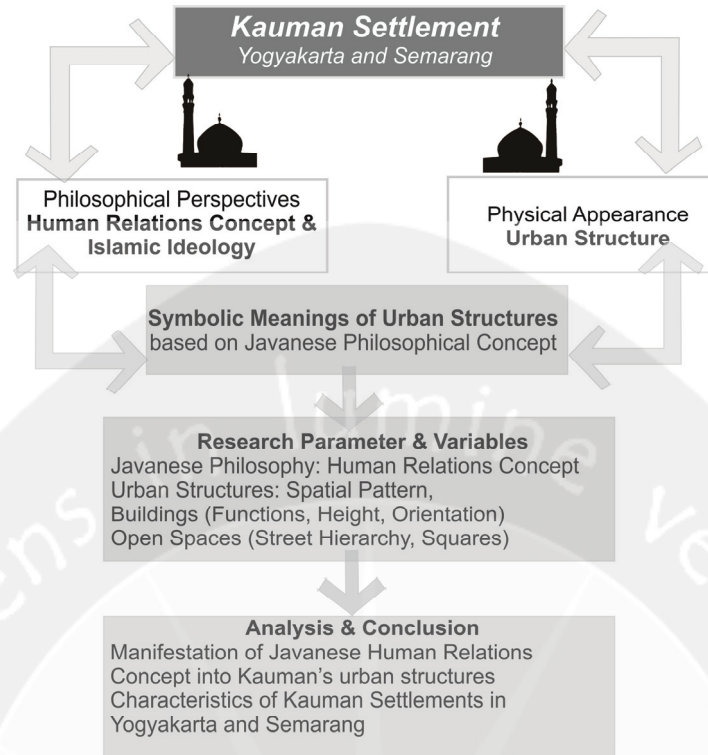 Kauman Settlement
Yogyakarta and Semarang
Philosophical Perspectives
Human Relations Concept &
Islamic Ideology
Physical Appearance
Urban Structure
Symbolic Meanings of Urban Structures
based on Javanese Philosophical Concept
Research Parameter & Variables
Javanese Philosophy: Human Relations Concept
Urban Structures: Spatial Pattern,
Buildings (Functions, Height, Orientation)
Open Spaces (Street Hierarchy, Squares)
Analysis & Conclusion
Manifestation of Javanese Human Relations
Concept into Kauman's urban structures
Characteristics of Kauman Settlements in
Yogyakarta and Semarang
in lumine